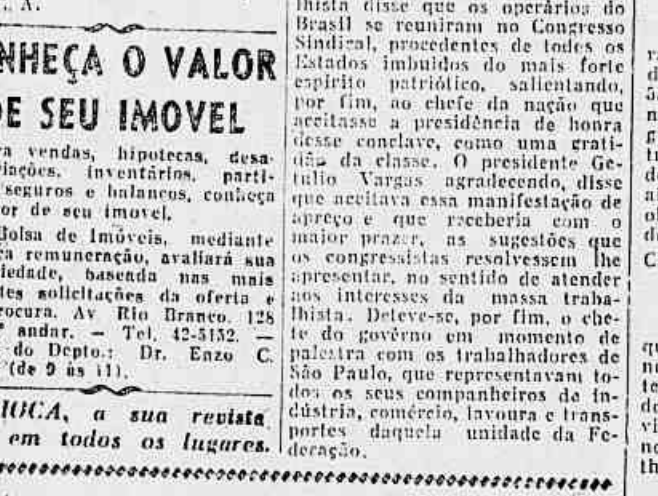 . A.
NHEÇA O VALOR
DE SEU IMOVEL
ra vendas, hipotecas, desa-
riações, inventários, parti-
seguros e balanços, conheça
or de seu imovel.
Bolsa de Imóveis, mediante
ca remuneração, avaliará sua
riedade, baseada nas mais
tes solicitações da oferta e
rocura. Av. Rio Branco, 128
º andar. — Tel. 42-5152. —
do Depto.: Dr. Enzo C.
(de 9 ás 11).
IOCA, a sua revista
em todos os lugares.
lhista disse que os operários do
Brasil se reuniram no Congresso
Sindical, procedentes de todos os
Estados imbuidos do mais forte
espirito patriótico, salientando,
por fim, ao chefe da nação que
aceitasse a presidência de honra
desse conclave, como uma grati-
dão da classe. O presidente Ge-
tulio Vargas agradecendo, disse
que aceitava essa manifestação de
apreço e que receberia com o
maior prazer, as sugestões que
os congressistas resolvessem lhe
apresentar, no sentido de atender
aos interesses da massa traba-
lhista. Deteve-se, por fim, o che-
fe do govêrno em momento de
palestra com os trabalhadores de
São Paulo, que representavam to-
dos os seus companheiros da in-
dústria, comércio, lavoura e trans-
portes daquela unidade da Fe-
deração.